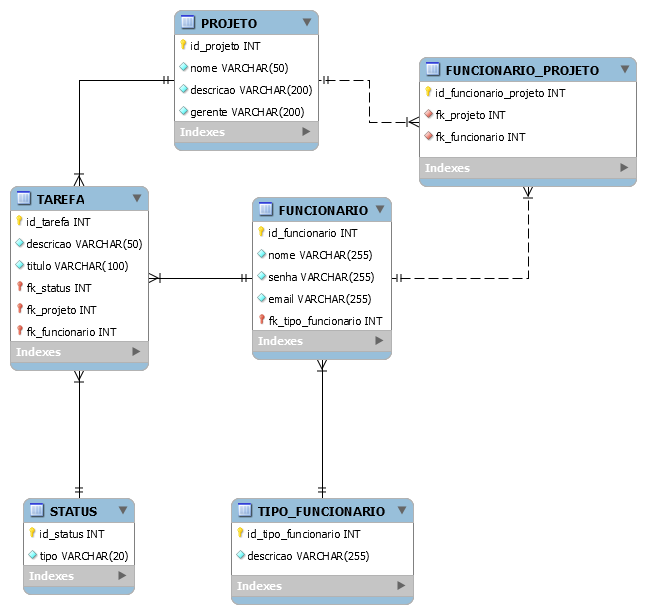 PROJETO
id_projeto INT
nome VARCHAR(50)
descricao VARCHAR(200)
gerente VARCHAR(200)
Indexes
FUNCIONARIO_PROJETO
id_funcionario_projeto INT
fk_projeto INT
fk_funcionario INT
Indexes
TAREFA
id_tarefa INT
descricao VARCHAR(50)
titulo VARCHAR(100)
fk_status INT
fk_projeto INT
fk_funcionario INT
Indexes
FUNCIONARIO
id_funcionario INT
nome VARCHAR(255)
senha VARCHAR(255)
email VARCHAR(255)
fk_tipo_funcionario INT
Indexes
STATUS
id_status INT
tipo VARCHAR(20)
Indexes
TIPO_FUNCIONARIO
id_tipo_funcionario INT
descricao VARCHAR(255)
Indexes